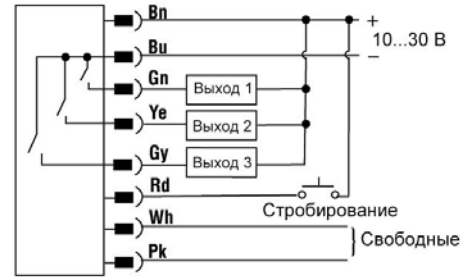 Bn
+
10...30 В
Bu
–
Gn
Выход 1
Ye
Выход 2
Gy
Выход 3
Rd
Стробирование
Wh
Свободные
Pk